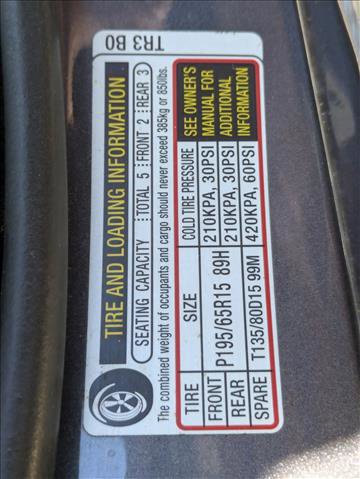 TIRE AND LOADING INFORMATION
SEATING CAPACITY TOTAL 5 FRONT 2 REAR 3
The combined weight of occupants and cargo should never exceed 385kg or 850lbs.
TIRE SIZE COLD TIRE PRESSURE
FRONT P195/65R15 89H 210KPA, 30PSI
REAR 210KPA, 30PSI
SPARE T135/80D15 99M 420KPA, 60PSI
SEE OWNER'S
MANUAL FOR
ADDITIONAL
INFORMATION
TR3 B0